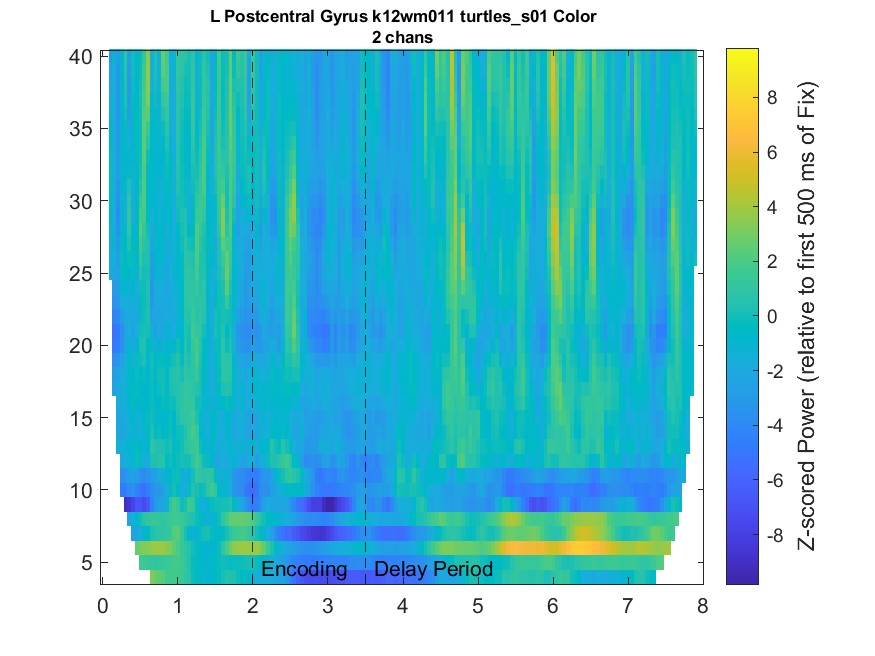 L Postcentral Gyrus k12wm011 turtles_s01 Color
2 chans
40
35
30
25
20
15
10
5
Encoding
Delay Period
0 1 2 3 4 5 6 7 8
8
6
4
2
0
-2
-4
-6
-8
Z-scored Power (relative to first 500 ms of Fix)